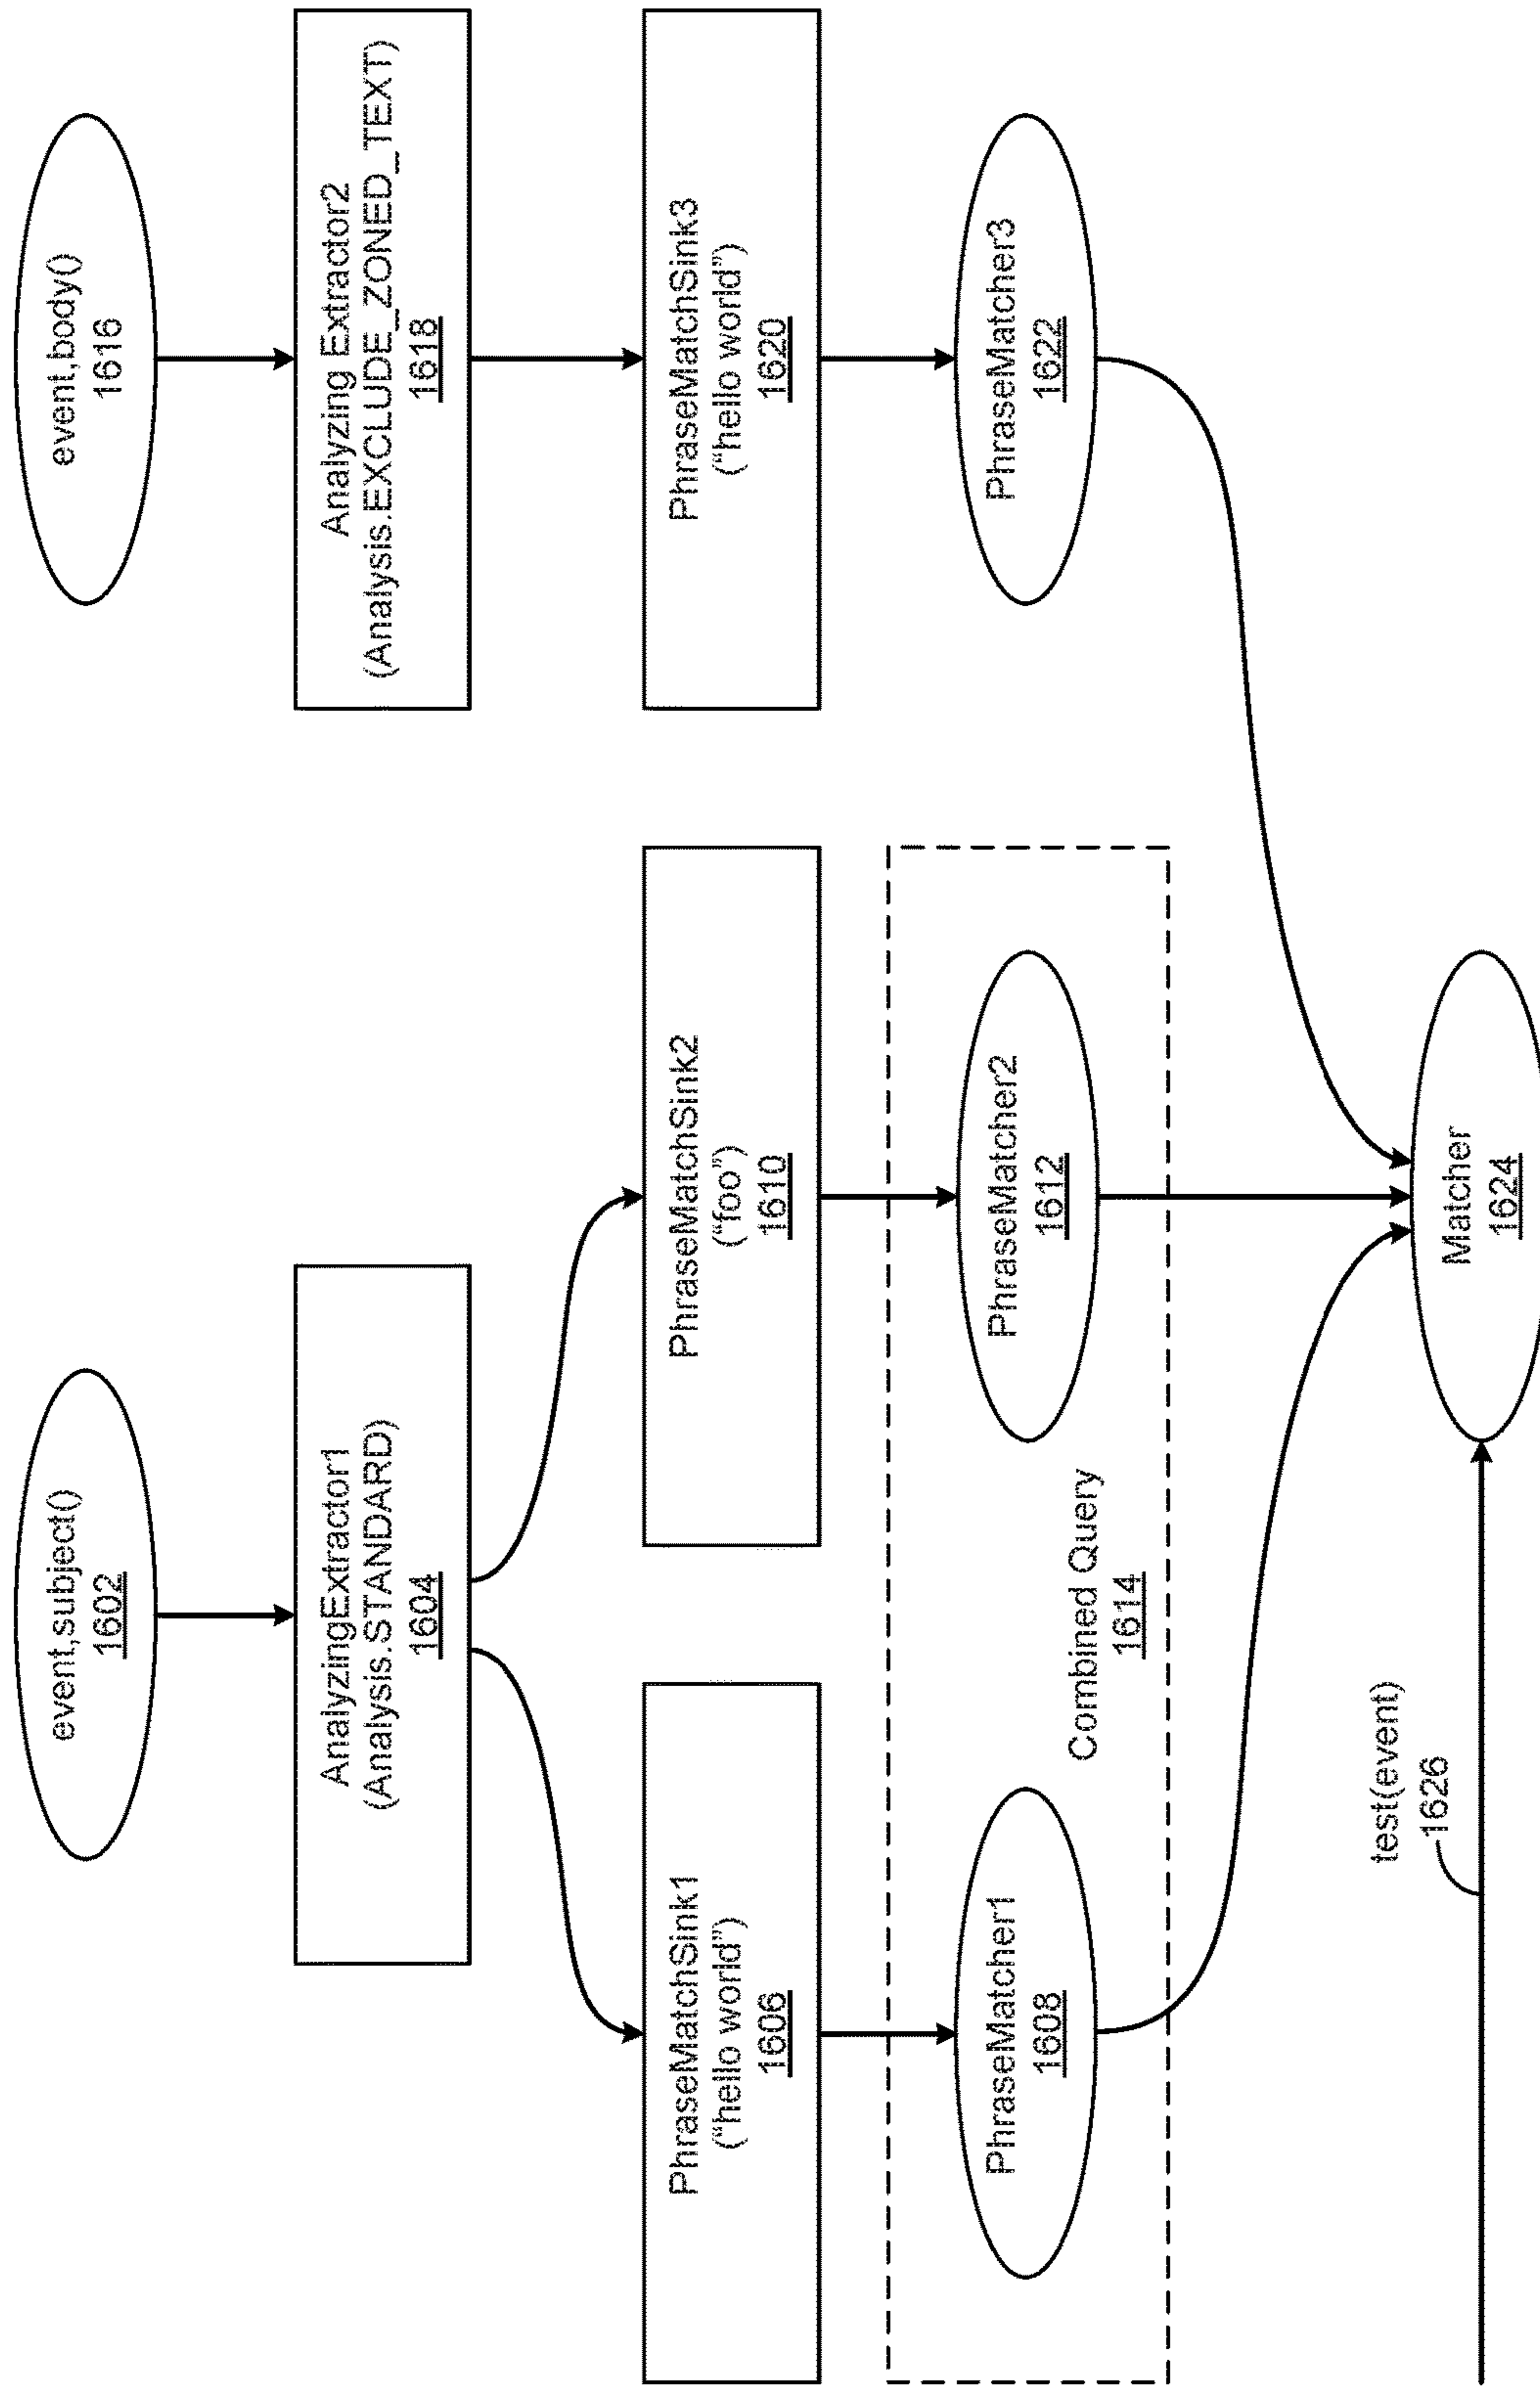 event,subject()
1602
AnalyzingExtractor1
(Analysis.STANDARD)
1604
PhraseMatchSink1
("hello world")
1606
PhraseMatcher1
1608
PhraseMatchSink2
("foo")
1610
PhraseMatcher2
1612
Combined Query
1614
event,body()
1616
Analyzing Extractor2
(Analysis.EXCLUDE_ZONED_TEXT)
1618
PhraseMatchSink3
("hello world")
1620
PhraseMatcher3
1622
Matcher
1624
test(event)
1626